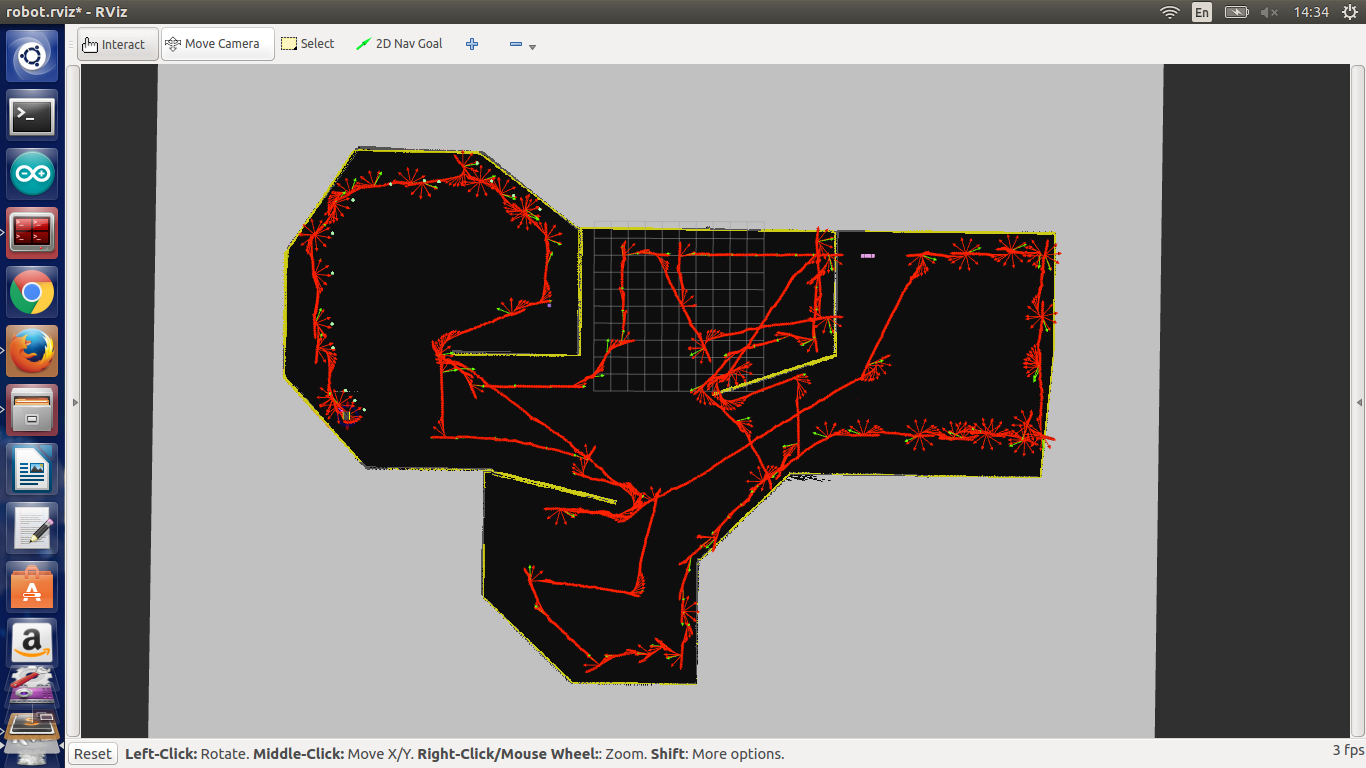 robot.rviz* - RViz
En
14:34
Interact
Move Camera
Select
2D Nav Goal
Reset
Left-Click: Rotate. Middle-Click: Move X/Y. Right-Click/Mouse Wheel:: Zoom. Shift: More options.
3 fps